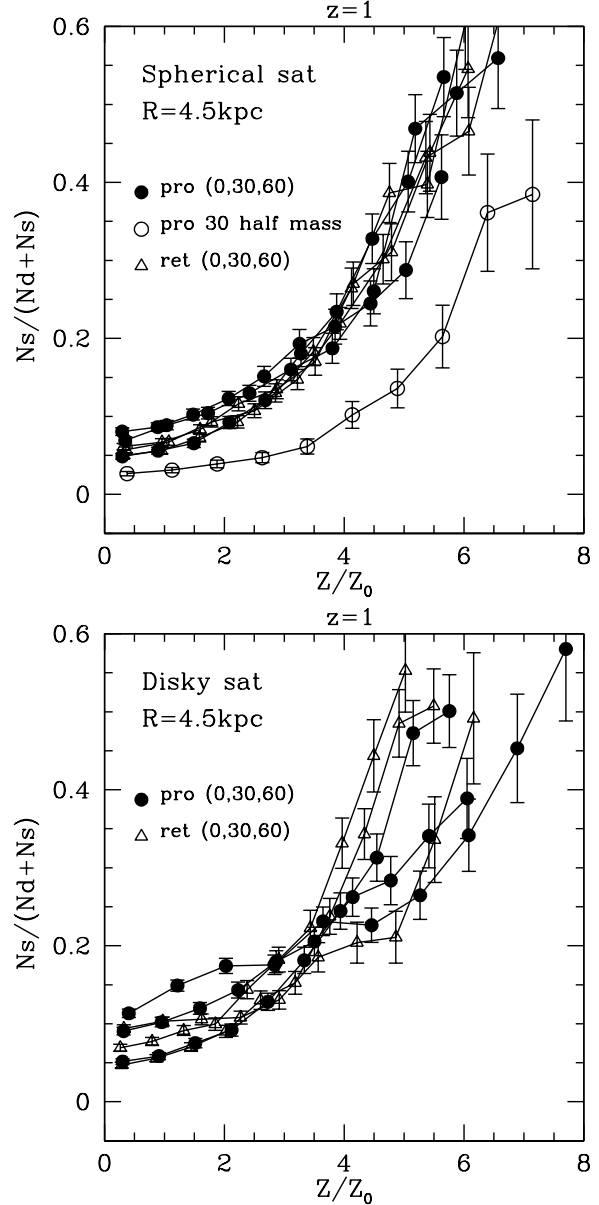 z=1
0.6
Spherical sat
R=4.5kpc
0.4
pro (0,30,60)
pro 30 half mass
ret (0,30,60)
Ns/(Nd+Ns)
0.2
0
0 2 4 6 8
Z/Z₀
z=1
0.6
Disky sat
R=4.5kpc
0.4
pro (0,30,60)
ret (0,30,60)
Ns/(Nd+Ns)
0.2
0
0 2 4 6 8
Z/Z₀